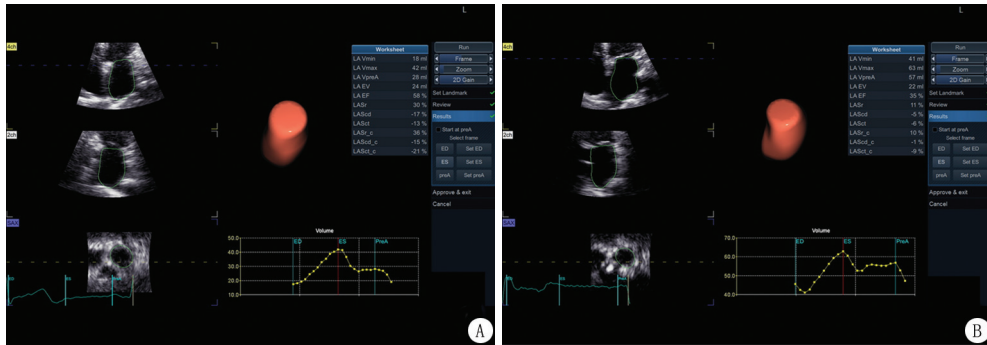 L
4ch
Worksheet
LA Vmin 18 ml
LA Vmax 42 ml
LA VpreA 28 ml
LA EV 24 ml
LA EF 58 %
LASr 30 %
LAScd -17 %
LASct -13 %
LASr_c 36 %
LAScd_c -15 %
LASct_c -21 %
Run
Frame
Zoom
2D Gain
Set Landmark
Review
Results
Start at preA
Select frame
ED Set ED
ES Set ES
preA Set preA
Approve & exit
Cancel
2ch
SAX
Volume
50.0
40.0
30.0
20.0
10.0
ED
ES
PreA
A
L
4ch
Worksheet
LA Vmin 41 ml
LA Vmax 63 ml
LA VpreA 57 ml
LA EV 22 ml
LA EF 35 %
LASr 11 %
LAScd -5 %
LASct -6 %
LASr_c 10 %
LAScd_c -1 %
LASct_c -9 %
Run
Frame
Zoom
2D Gain
Set Landmark
Review
Results
Start at preA
Select frame
ED Set ED
ES Set ES
preA Set preA
Approve & exit
Cancel
2ch
SAX
Volume
70.0
60.0
50.0
40.0
ED
ES
PreA
B